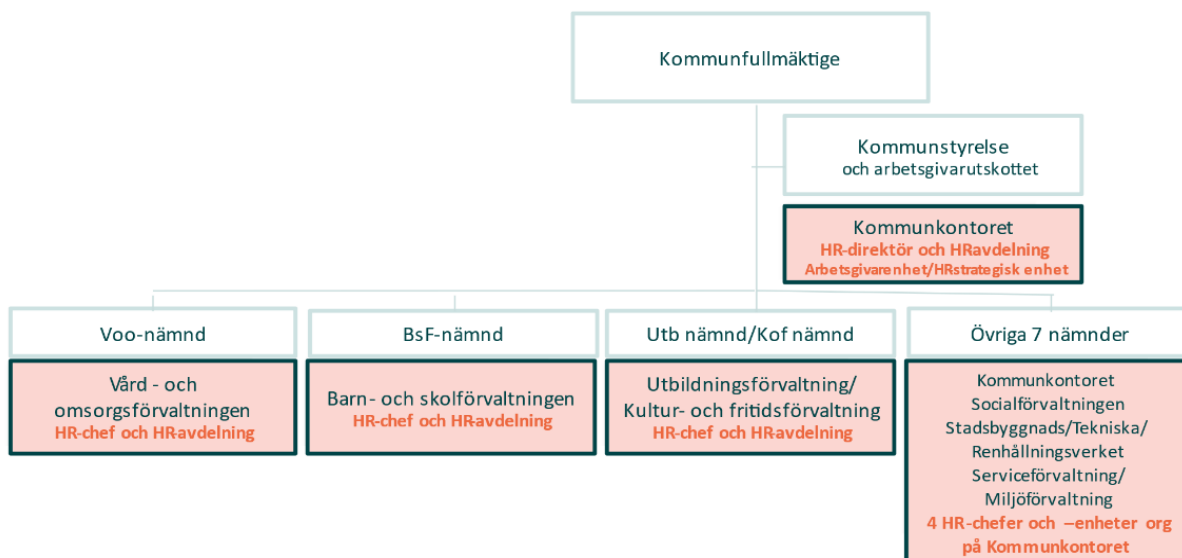 Kommunfullmäktige
Kommunstyrelse
och arbetsgivarutskottet
Kommunkontoret
HR-direktör och HRavdelning
Arbetsgivarenhet/HRstrategisk enhet
Voo-nämnd
Vård - och
omsorgsförvaltningen
HR-chef och HR-avdelning
BsF-nämnd
Barn- och skolförvaltningen
HR-chef och HR-avdelning
Utb nämnd/Kof nämnd
Utbildningsförvaltning/
Kultur- och fritidsförvaltning
HR-chef och HR-avdelning
Övriga 7 nämnder
Kommunkontoret
Socialförvaltningen
Stadsbyggnads/Tekniska/
Renhållningsverket
Serviceförvaltning/
Miljöförvaltning
4 HR-chefer och –enheter org
på Kommunkontoret